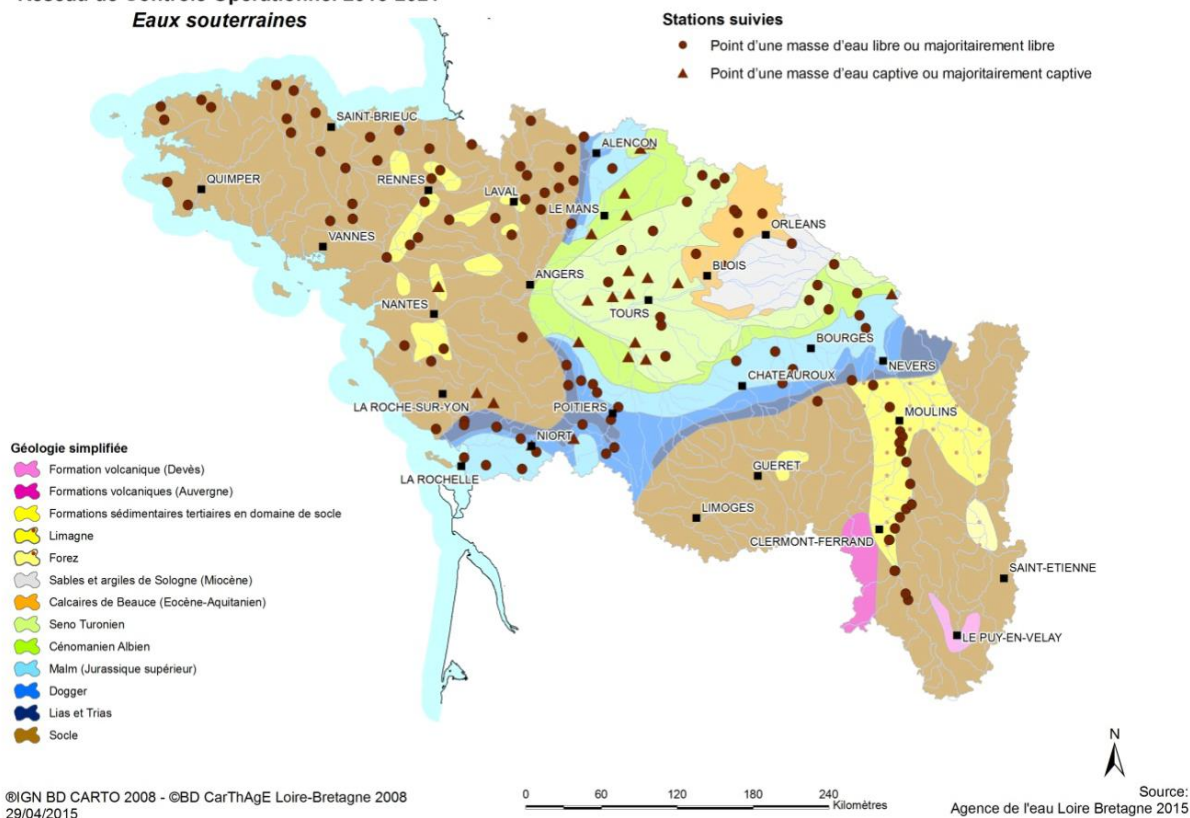 Eaux souterraines
Stations suivies
Point d'une masse d'eau libre ou majoritairement libre
Point d'une masse d'eau captive ou majoritairement captive
SAINT-BRIEUC
ALENCON
QUIMPER
RENNES
LAVAL
LE MANS
ORLEANS
VANNES
BLOIS
ANGERS
NANTES
TOURS
BOURGES
NEVERS
CHATEAUROUX
LA ROCHE-SUR-YON
POITIERS
MOULINS
NIORT
GUERET
LA ROCHELLE
LIMOGES
CLERMONT-FERRAND
SAINT-ETIENNE
LE PUY-EN-VELAY
Géologie simplifiée
Formation volcanique (Devès)
Formations volcaniques (Auvergne)
Formations sédimentaires tertiaires en domaine de socle
Limagne
Forez
Sables et argiles de Sologne (Miocène)
Calcaires de Beauce (Eocène-Aquitanien)
Seno Turonien
Cénomanien Albien
Malm (Jurassique supérieur)
Dogger
Lias et Trias
Socle
N
®IGN BD CARTO 2008 - ©BD CarThAgE Loire-Bretagne 2008
29/04/2015
0 60 120 180 240
Kilomètres
Source:
Agence de l'eau Loire Bretagne 2015